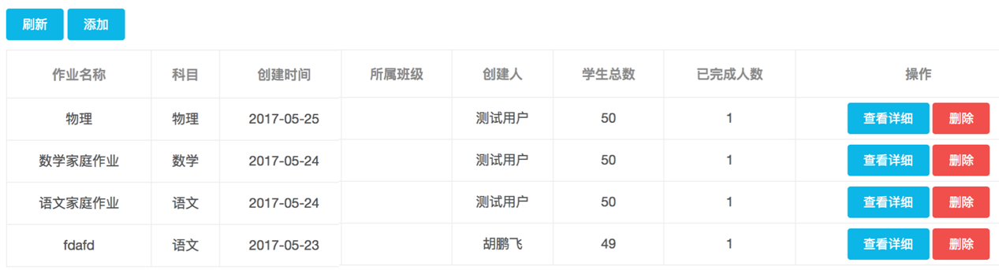 刷新 添加
作业名称 科目 创建时间 所属班级 创建人 学生总数 已完成人数 操作
物理 物理 2017-05-25 测试用户 50 1 查看详细 删除
数学家庭作业 数学 2017-05-24 测试用户 50 1 查看详细 删除
语文家庭作业 语文 2017-05-24 测试用户 50 1 查看详细 删除
fdafd 语文 2017-05-23 胡鹏飞 49 1 查看详细 删除